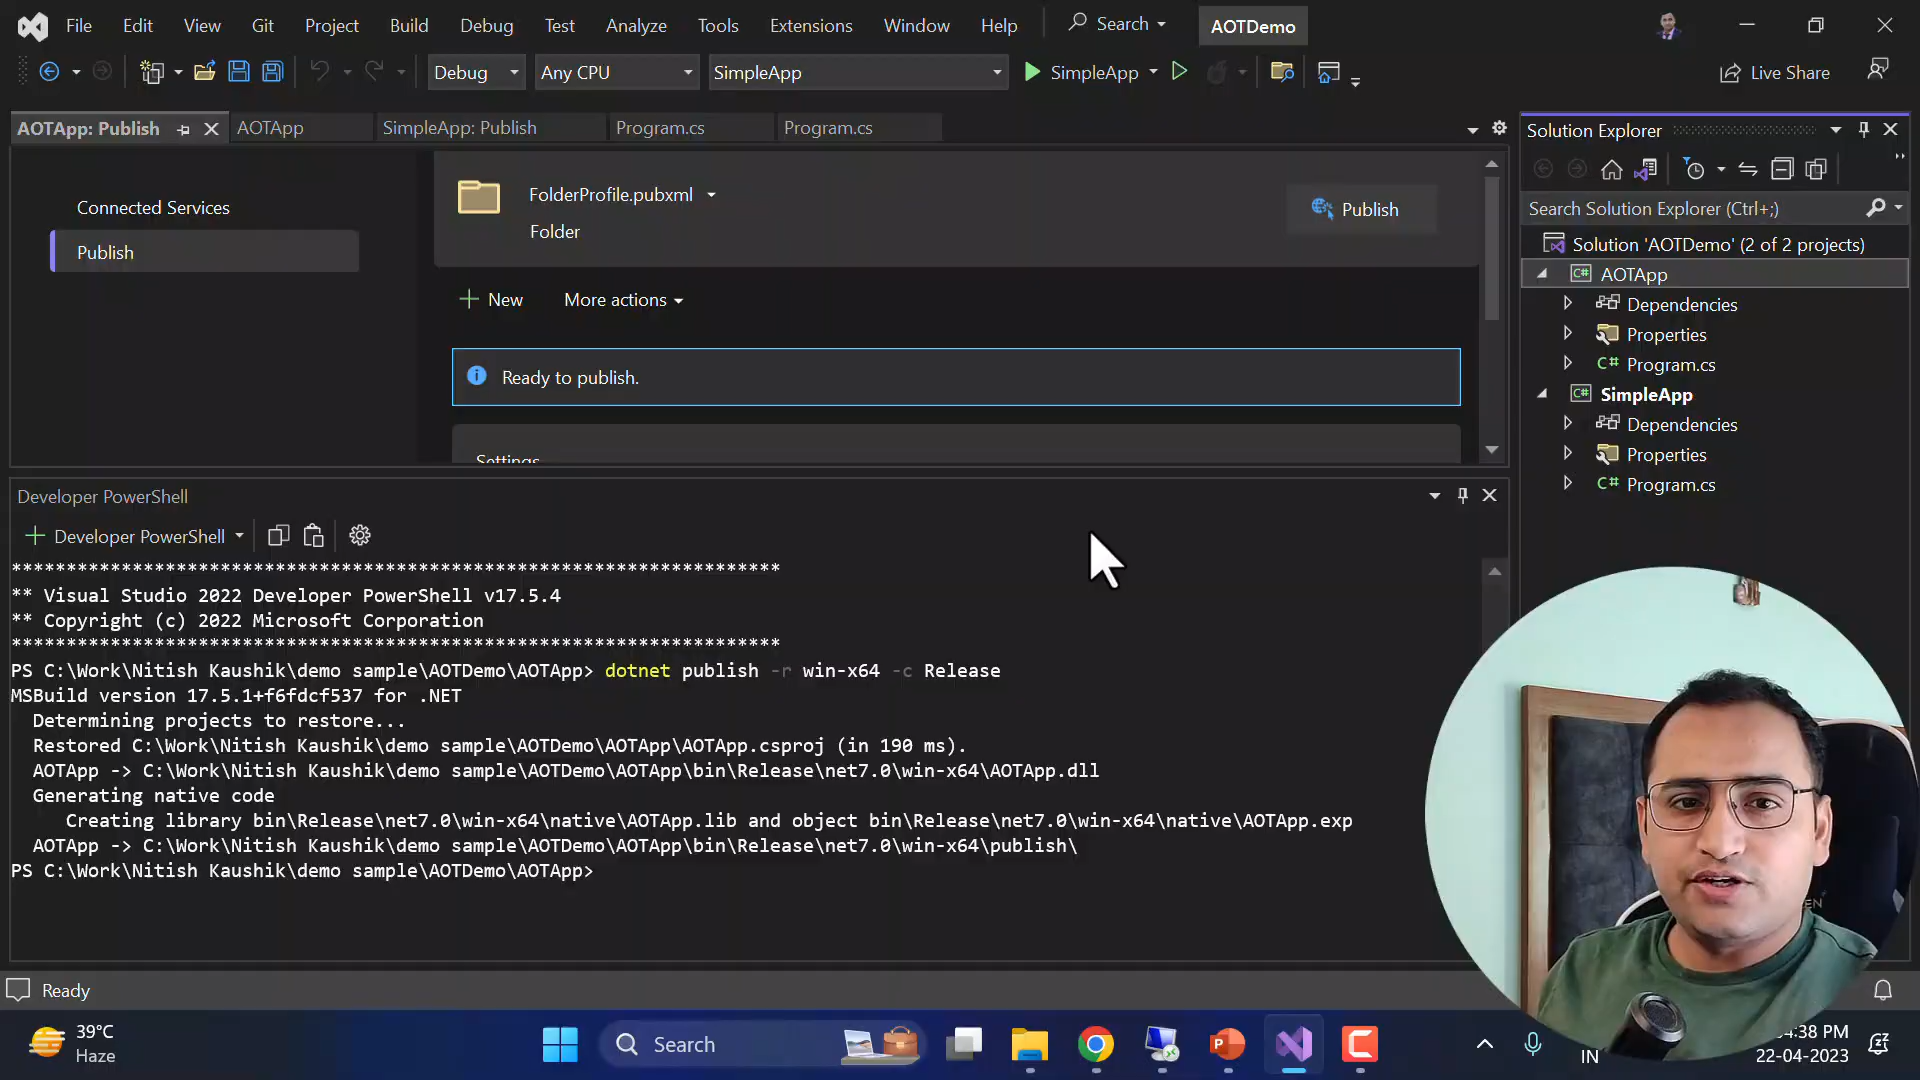 File Edit View Git Project Build Debug Test Analyze Tools Extensions Window Help Search AOTDemo
Debug Any CPU SimpleApp SimpleApp Live Share
AOTApp: Publish AOTApp SimpleApp: Publish Program.cs Program.cs
Connected Services
Publish
FolderProfile.pubxml
Folder
Publish
New More actions
Ready to publish.
Settings
Solution Explorer
Search Solution Explorer (Ctrl+;)
Solution 'AOTDemo' (2 of 2 projects)
C# AOTApp
Dependencies
Properties
C# Program.cs
C# SimpleApp
Dependencies
Properties
C# Program.cs
Developer PowerShell
Developer PowerShell
**********************************************************************
** Visual Studio 2022 Developer PowerShell v17.5.4
** Copyright (c) 2022 Microsoft Corporation
**********************************************************************
PS C:\Work\Nitish Kaushik\demo sample\AOTDemo\AOTApp> dotnet publish -r win-x64 -c Release
MSBuild version 17.5.1+f6fdcf537 for .NET
Determining projects to restore...
Restored C:\Work\Nitish Kaushik\demo sample\AOTDemo\AOTApp\AOTApp.csproj (in 190 ms).
AOTApp -> C:\Work\Nitish Kaushik\demo sample\AOTDemo\AOTApp\bin\Release\net7.0\win-x64\AOTApp.dll
Generating native code
Creating library bin\Release\net7.0\win-x64\native\AOTApp.lib and object bin\Release\net7.0\win-x64\native\AOTApp.exp
AOTApp -> C:\Work\Nitish Kaushik\demo sample\AOTDemo\AOTApp\bin\Release\net7.0\win-x64\publish\
PS C:\Work\Nitish Kaushik\demo sample\AOTDemo\AOTApp>
Ready
39°C
Haze
Search
IN
:38 PM
22-04-2023